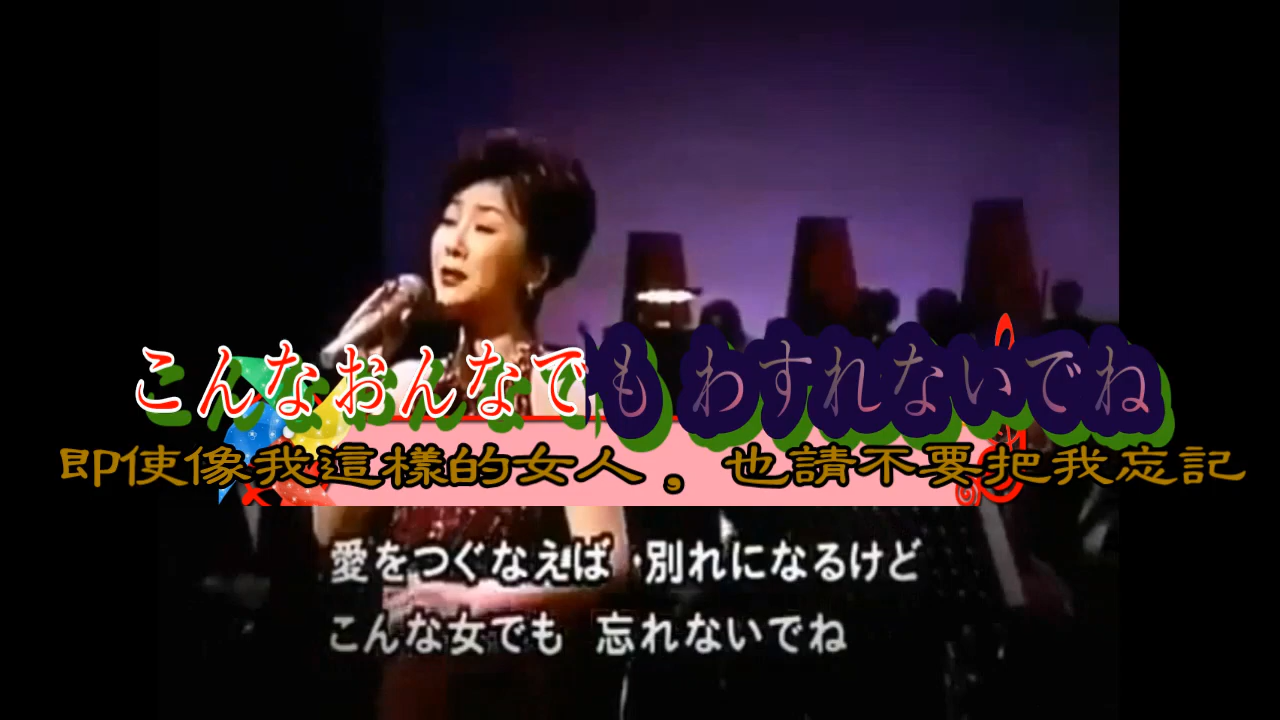 こんなおんなでも わすれないでね
即使像我這樣的女人，也請不要把我忘記
愛をつぐなえば 別れになるけど
こんな女でも 忘れないでね